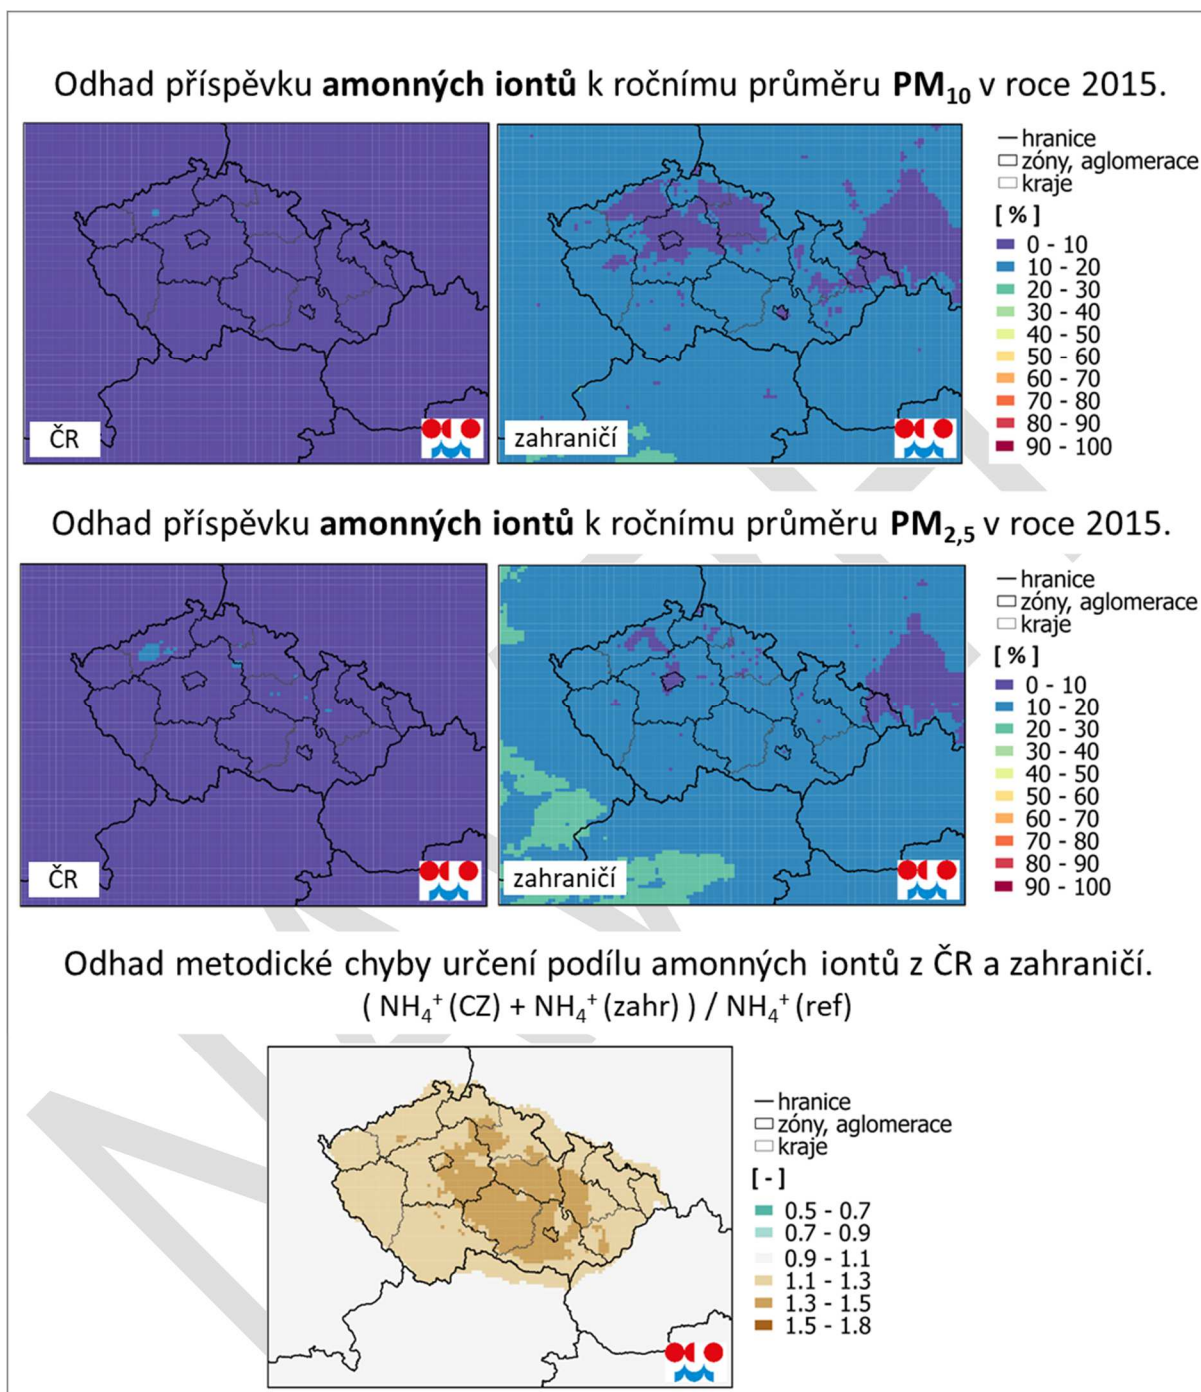 Odhad příspěvku amonných iontů k ročnímu průměru PM10 v roce 2015.
hranice
zóny, aglomerace
kraje
[ % ]
0 - 10
10 - 20
20 - 30
30 - 40
40 - 50
50 - 60
60 - 70
70 - 80
80 - 90
90 - 100
ČR
zahraničí
Odhad příspěvku amonných iontů k ročnímu průměru PM2,5 v roce 2015.
hranice
zóny, aglomerace
kraje
[ % ]
0 - 10
10 - 20
20 - 30
30 - 40
40 - 50
50 - 60
60 - 70
70 - 80
80 - 90
90 - 100
ČR
zahraničí
Odhad metodické chyby určení podílu amonných iontů z ČR a zahraničí.
( NH4+ (CZ) + NH4+ (zahr) ) / NH4+ (ref)
hranice
zóny, aglomerace
kraje
[ - ]
0.5 - 0.7
0.7 - 0.9
0.9 - 1.1
1.1 - 1.3
1.3 - 1.5
1.5 - 1.8